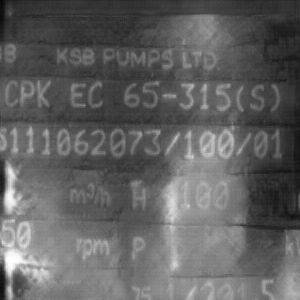 KSB PUMPS LTD
CPK EC 65-315(S)
111062073/100/01
m³/h H 100
50 rpm P